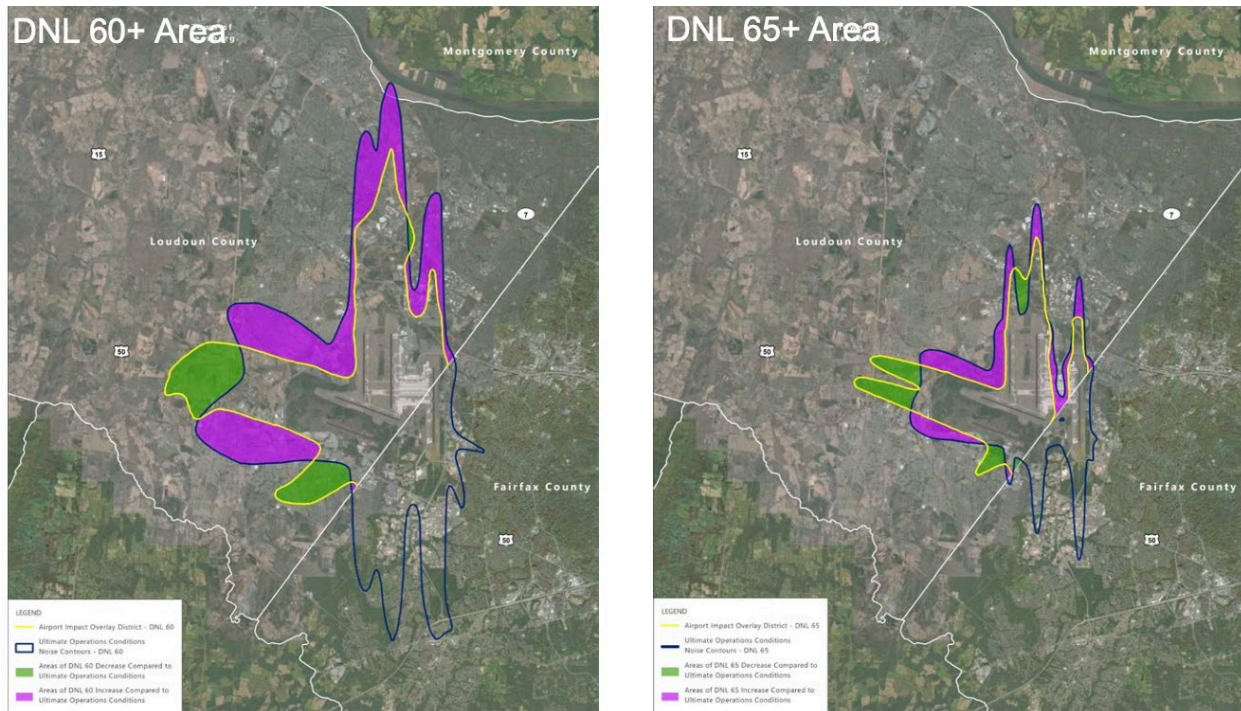 DNL 60+ Area
Montgomery County
15
7
Loudoun County
50
Fairfax County
50
LEGEND
Airport Impact Overlay District - DNL 60
Ultimate Operations Conditions
Noise Contours - DNL 60
Areas of DNL 60 Decrease Compared to
Ultimate Operations Conditions
Areas of DNL 60 Increase Compared to
Ultimate Operations Conditions
DNL 65+ Area
Montgomery County
15
7
Loudoun County
50
Fairfax County
50
LEGEND
Airport Impact Overlay District - DNL 65
Ultimate Operations Conditions
Noise Contours - DNL 65
Areas of DNL 65 Decrease Compared to
Ultimate Operations Conditions
Areas of DNL 65 Increase Compared to
Ultimate Operations Conditions